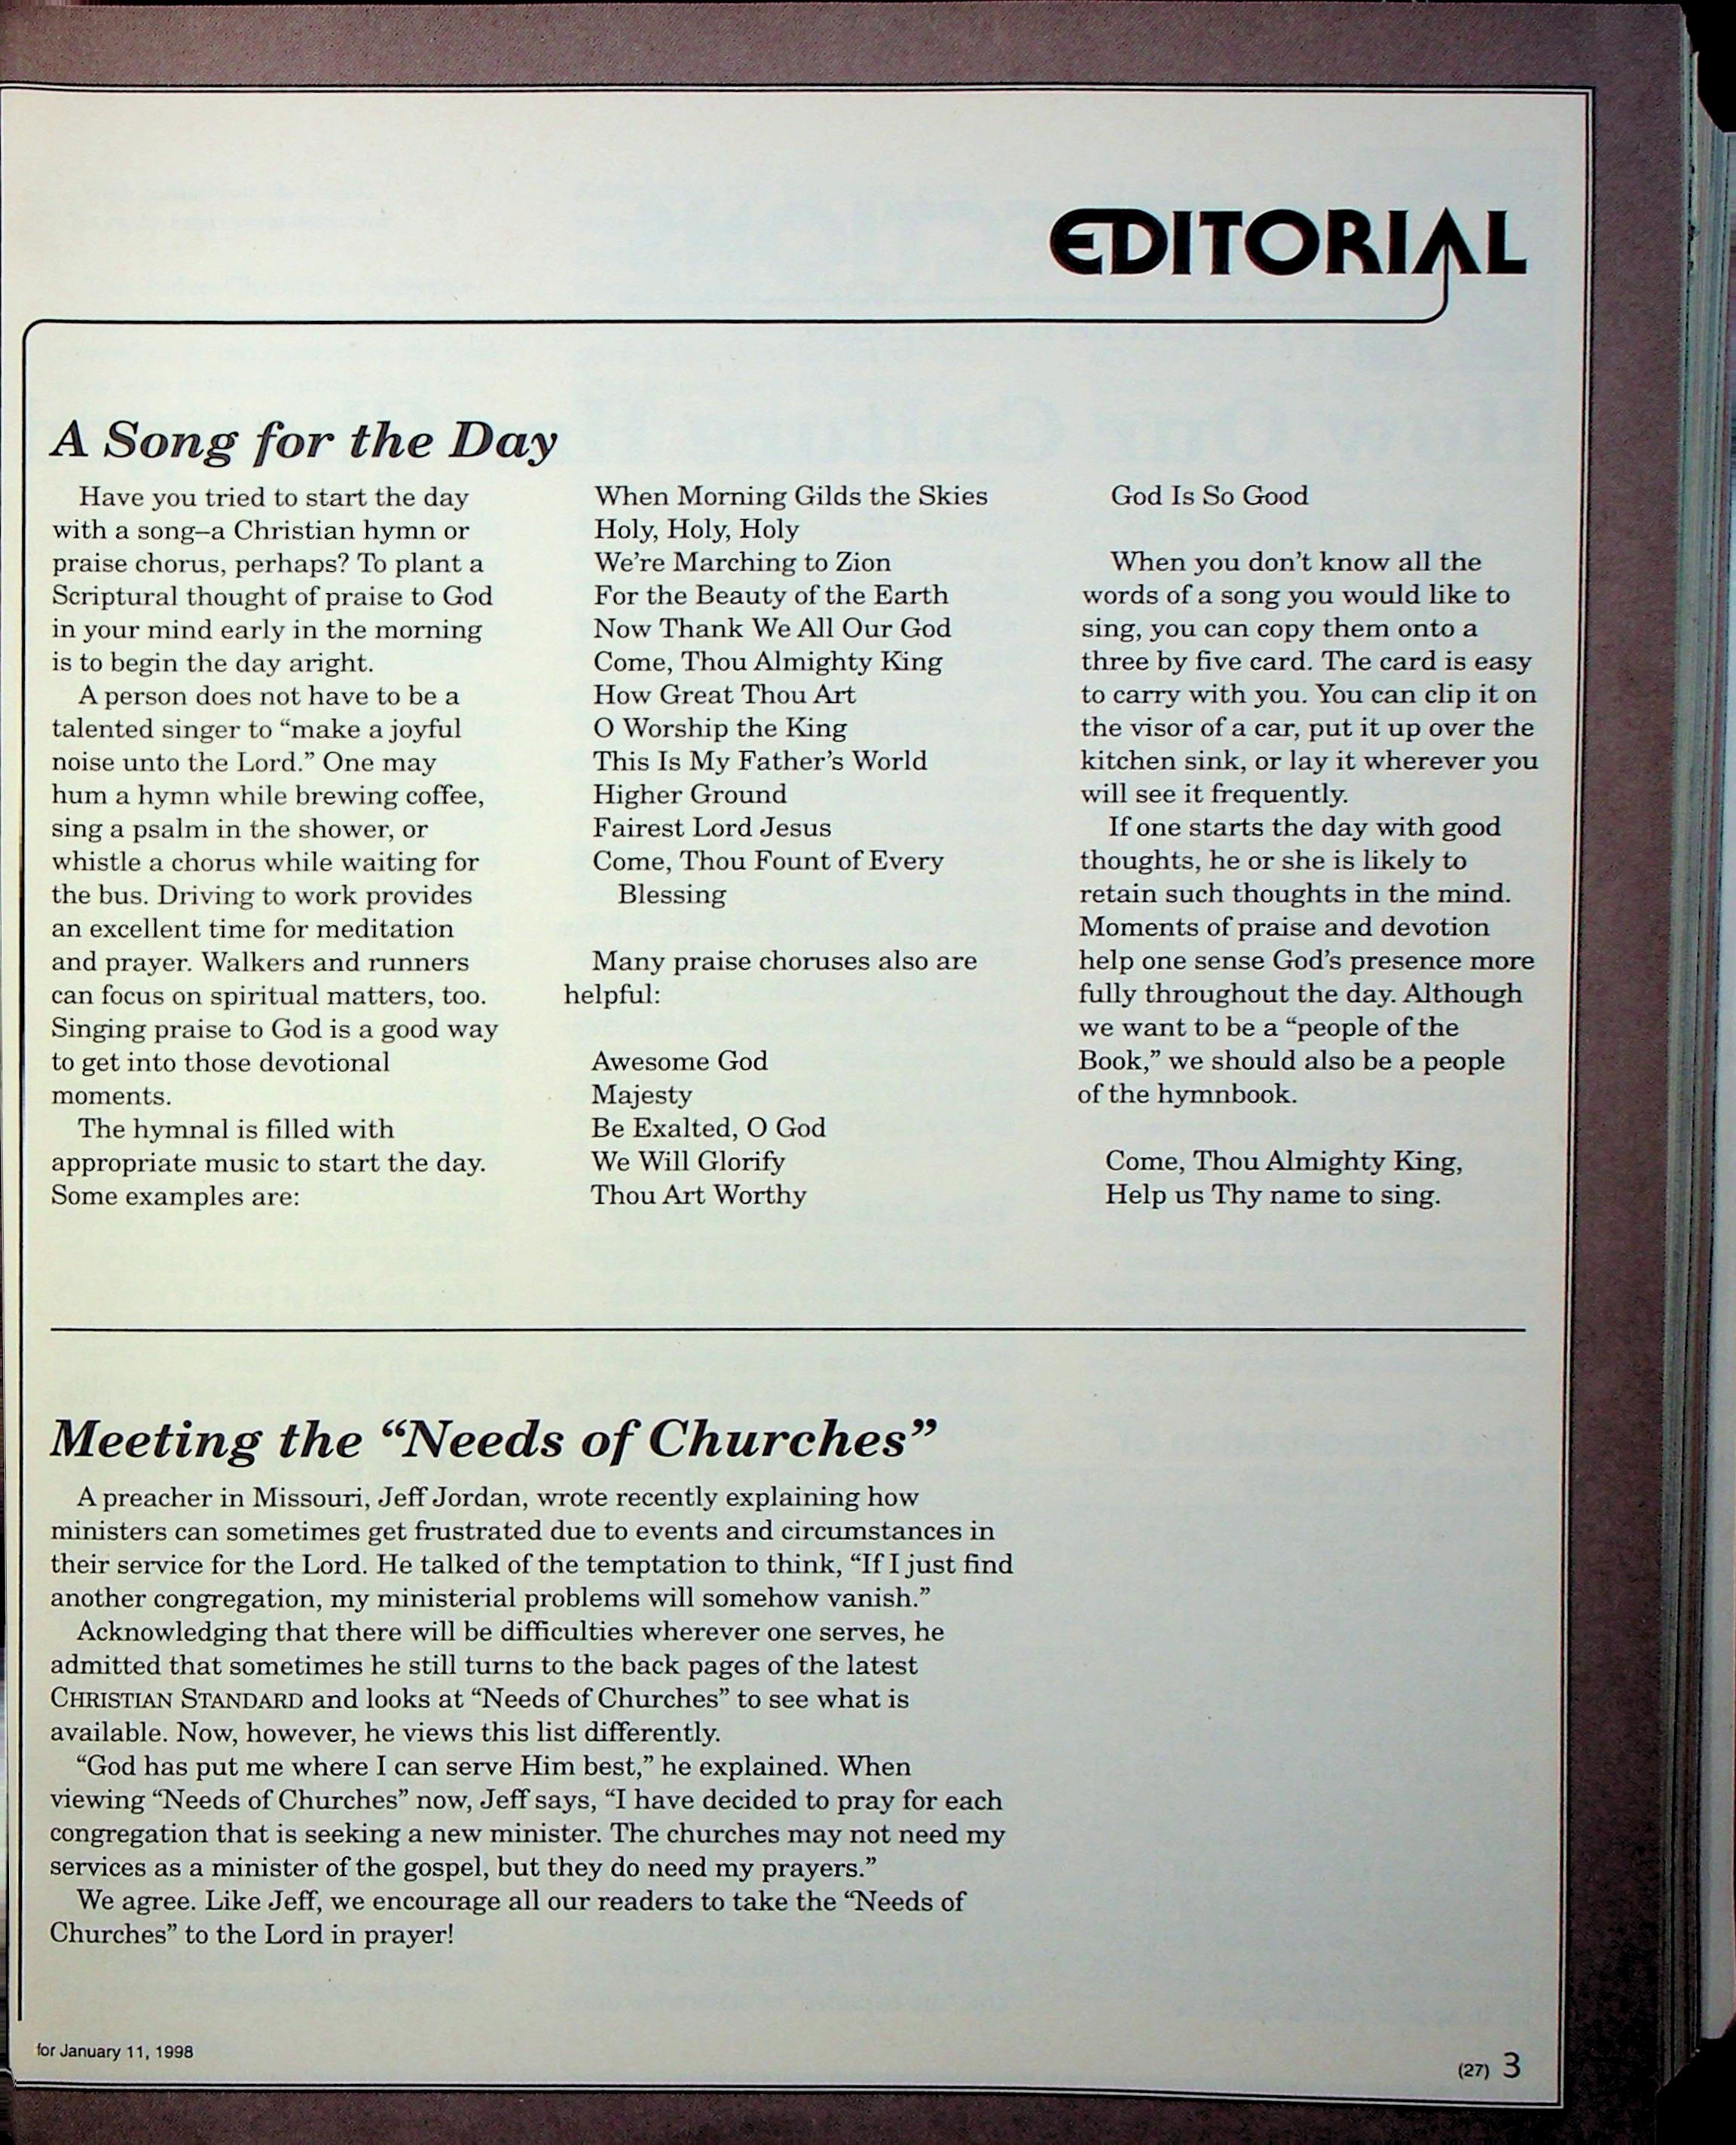 EDITORIAL
A Song for the Day
Have you tried to start the day
with a song–a Christian hymn or
praise chorus, perhaps? To plant a
Scriptural thought of praise to God
in your mind early in the morning
is to begin the day aright.
A person does not have to be a
talented singer to “make a joyful
noise unto the Lord.” One may
hum a hymn while brewing coffee,
sing a psalm in the shower, or
whistle a chorus while waiting for
the bus. Driving to work provides
an excellent time for meditation
and prayer. Walkers and runners
can focus on spiritual matters, too.
Singing praise to God is a good way
to get into those devotional
moments.
The hymnal is filled with
appropriate music to start the day.
Some examples are:
When Morning Gilds the Skies
Holy, Holy, Holy
We’re Marching to Zion
For the Beauty of the Earth
Now Thank We All Our God
Come, Thou Almighty King
How Great Thou Art
O Worship the King
This Is My Father’s World
Higher Ground
Fairest Lord Jesus
Come, Thou Fount of Every
Blessing
Many praise choruses also are
helpful:
Awesome God
Majesty
Be Exalted, O God
We Will Glorify
Thou Art Worthy
God Is So Good
When you don’t know all the
words of a song you would like to
sing, you can copy them onto a
three by five card. The card is easy
to carry with you. You can clip it on
the visor of a car, put it up over the
kitchen sink, or lay it wherever you
will see it frequently.
If one starts the day with good
thoughts, he or she is likely to
retain such thoughts in the mind.
Moments of praise and devotion
help one sense God’s presence more
fully throughout the day. Although
we want to be a “people of the
Book,” we should also be a people
of the hymnbook.
Come, Thou Almighty King,
Help us Thy name to sing.
Meeting the “Needs of Churches”
A preacher in Missouri, Jeff Jordan, wrote recently explaining how
ministers can sometimes get frustrated due to events and circumstances in
their service for the Lord. He talked of the temptation to think, “If I just find
another congregation, my ministerial problems will somehow vanish.”
Acknowledging that there will be difficulties wherever one serves, he
admitted that sometimes he still turns to the back pages of the latest
CHRISTIAN STANDARD and looks at “Needs of Churches” to see what is
available. Now, however, he views this list differently.
“God has put me where I can serve Him best,” he explained. When
viewing “Needs of Churches” now, Jeff says, “I have decided to pray for each
congregation that is seeking a new minister. The churches may not need my
services as a minister of the gospel, but they do need my prayers.”
We agree. Like Jeff, we encourage all our readers to take the “Needs of
Churches” to the Lord in prayer!
for January 11, 1998
(27) 3